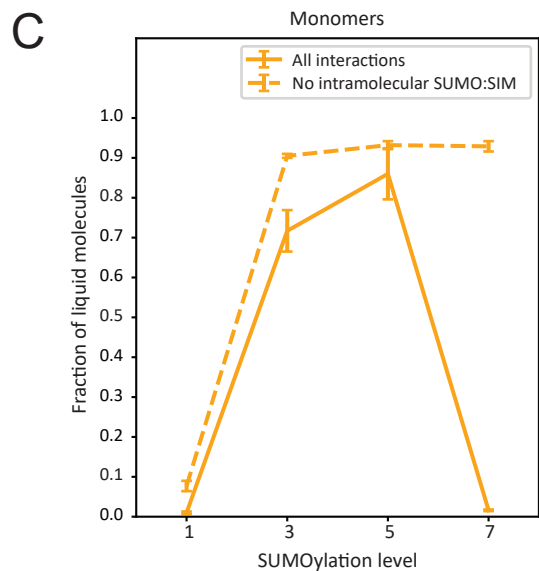 C
Monomers
All interactions
No intramolecular SUMO:SIM
Fraction of liquid molecules
1.0
0.9
0.8
0.7
0.6
0.5
0.4
0.3
0.2
0.1
0.0
1 3 5 7
SUMOylation level